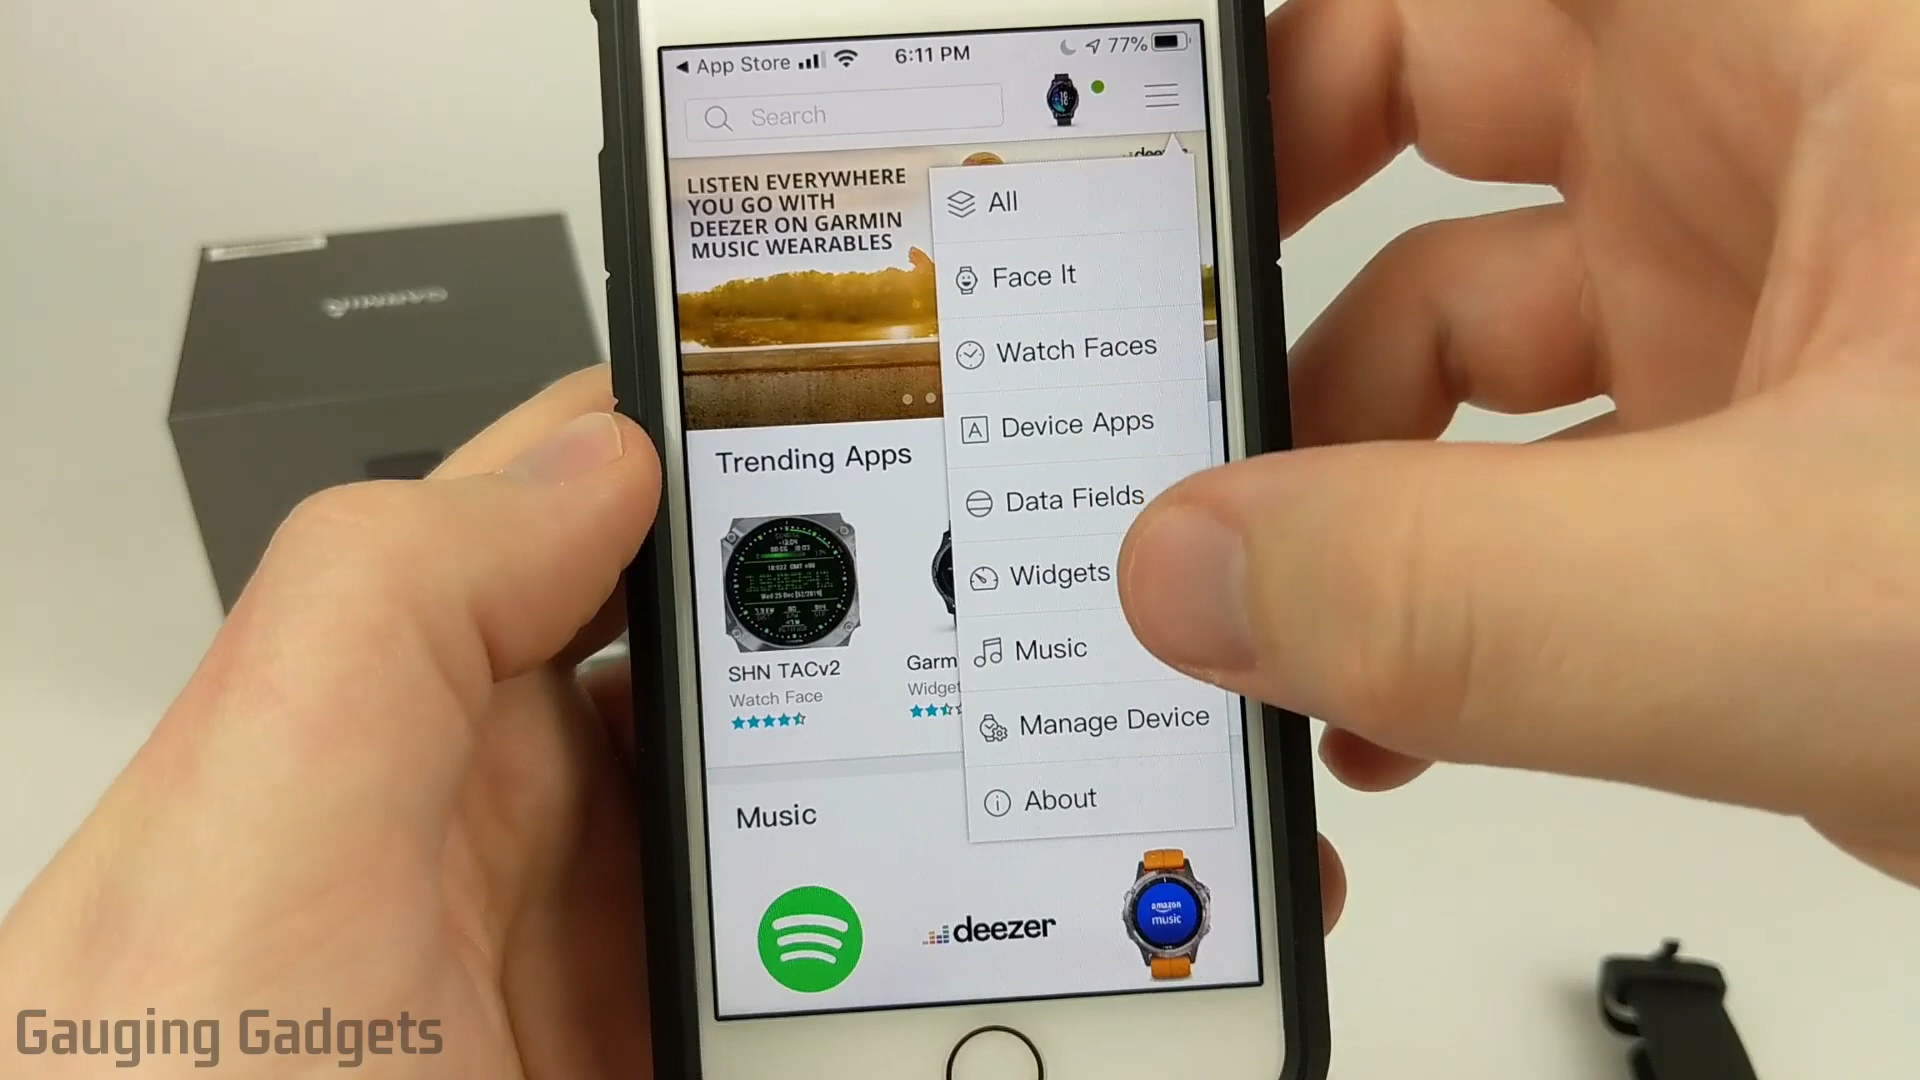 App Store
6:11 PM
77%
Search
LISTEN EVERYWHERE
YOU GO WITH
DEEZER ON GARMIN
MUSIC WEARABLES
All
Face It
Watch Faces
Device Apps
Data Fields
Widgets
Music
Manage Device
About
Trending Apps
SHN TACv2
Watch Face
Garm
Widget
Music
deezer
amazon
music
GARMIN
Gauging Gadgets